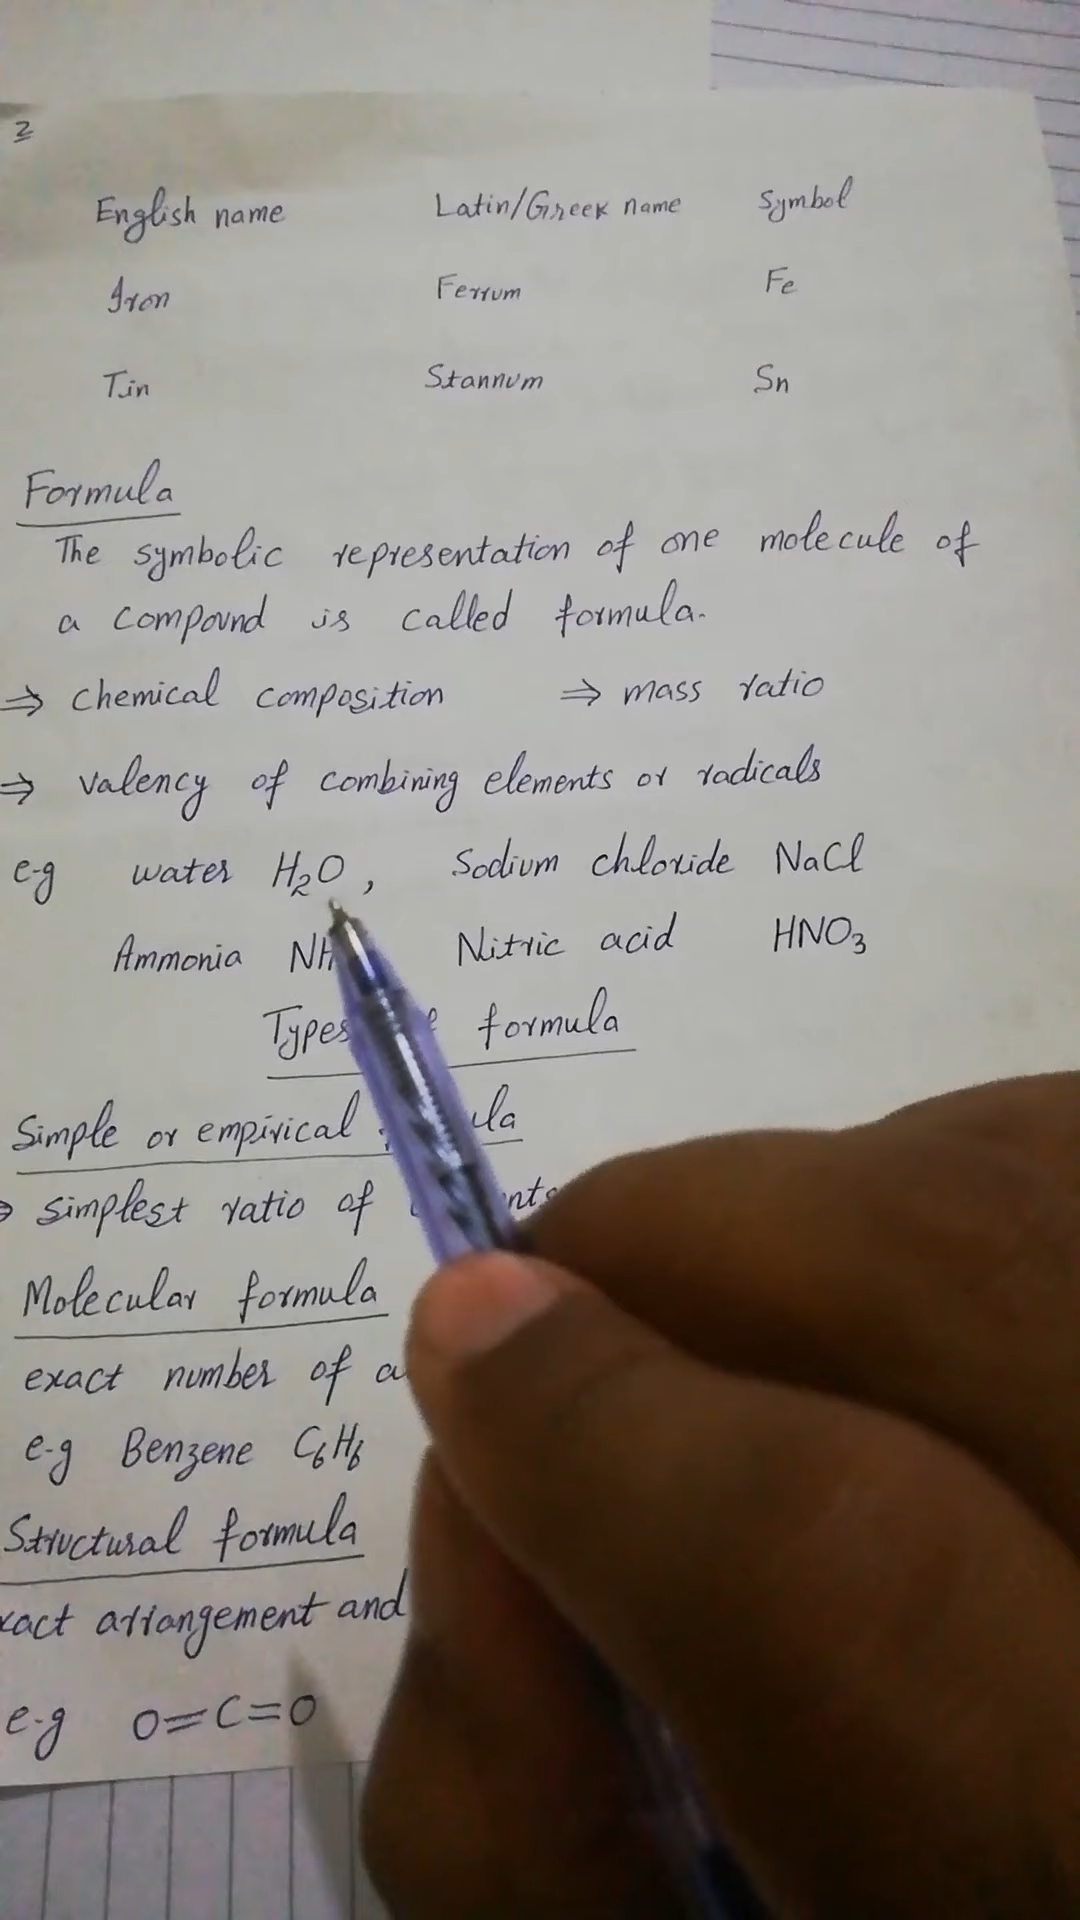 2
English name Latin/Greek name Symbol
Iron Ferrum Fe
Tin Stannum Sn
Formula
The symbolic representation of one molecule of
a compound is called formula.
⇒ chemical composition ⇒ mass ratio
⇒ valency of combining elements or radicals
e-g water H₂O, Sodium chloride NaCl
Ammonia NH Nitric acid HNO₃
Types formula
Simple or empirical
⇒ simplest ratio of
Molecular formula
exact number of
e-g Benzene C₆H₆
Structural formula
arrangement and
e-g O=C=O